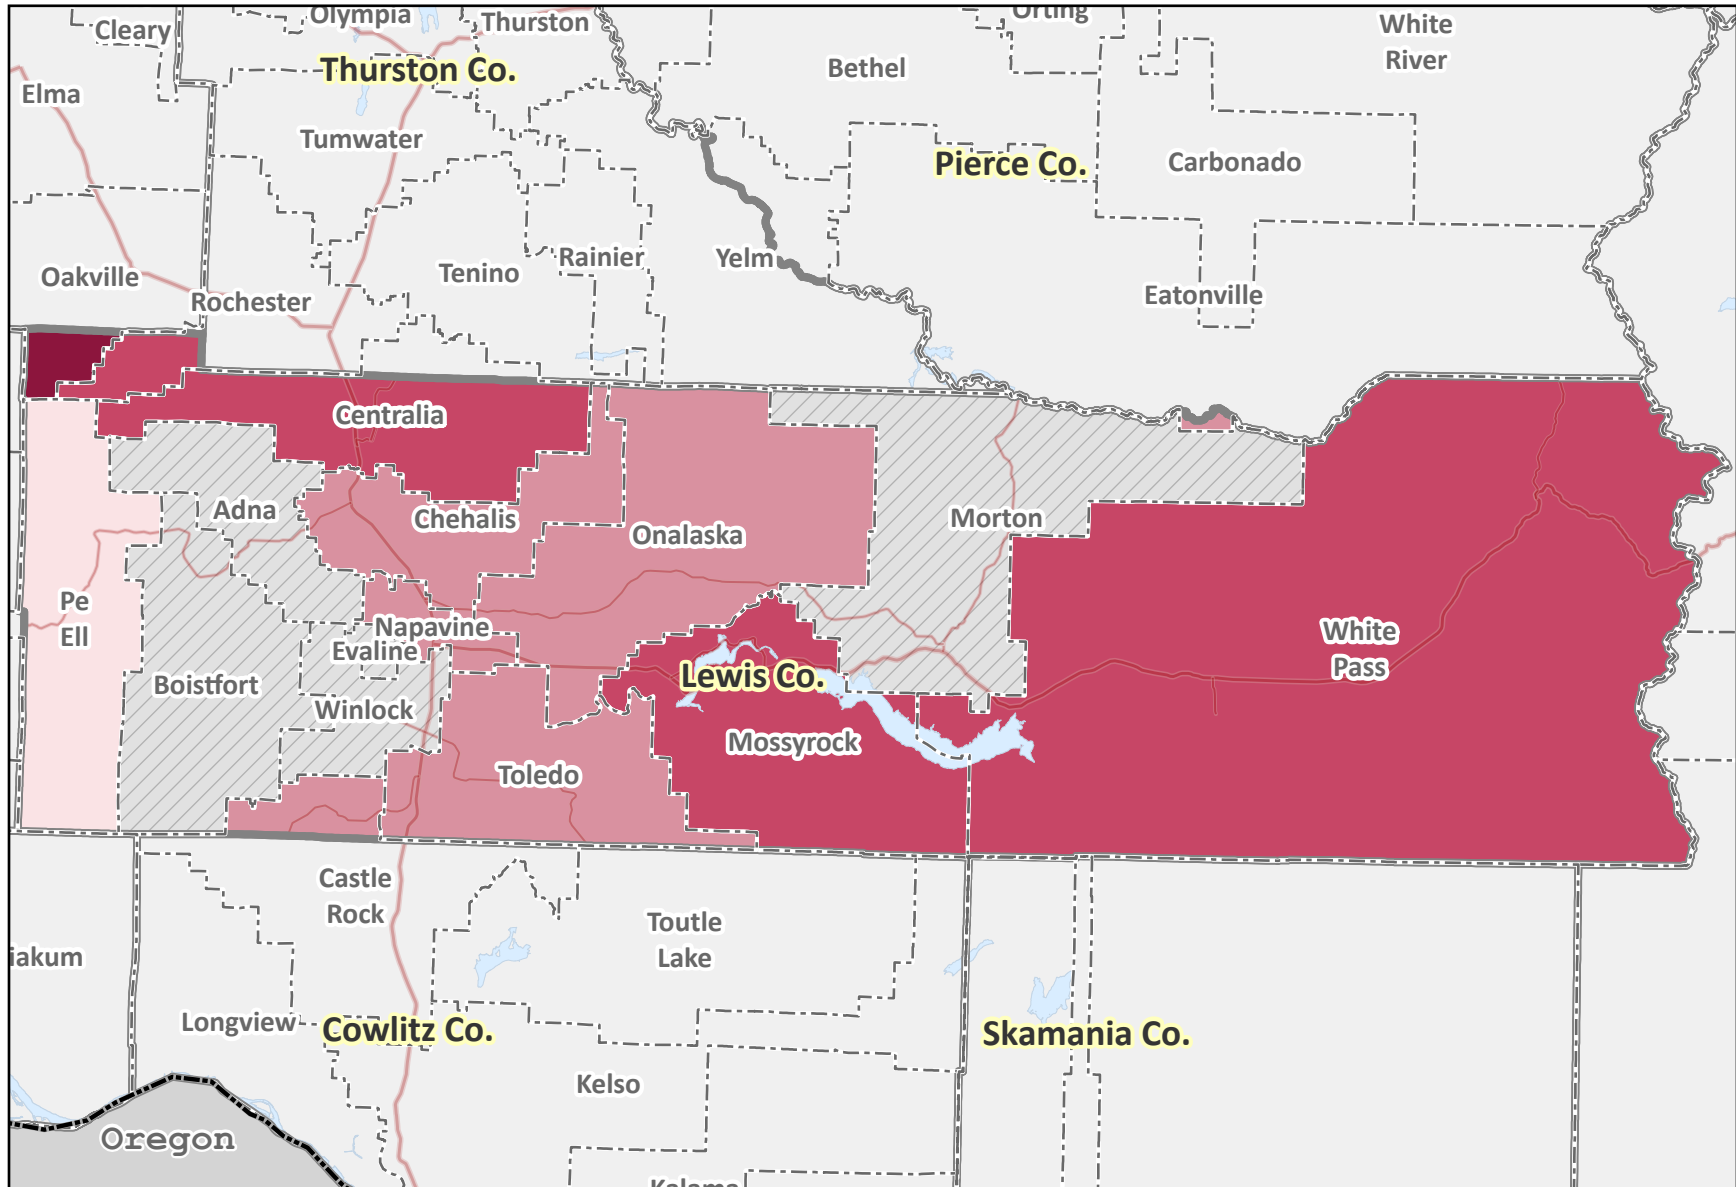 Olympia
Thurston
Orting
White
River
Cleary
Thurston Co.
Bethel
Elma
Tumwater
Pierce Co.
Carbonado
Oakville
Rochester
Tenino
Rainier
Yelm
Eatonville
Centralia
Adna
Chehalis
Onalaska
Morton
Pe
Ell
Napavine
Evaline
White
Pass
Boistfort
Lewis Co.
Winlock
Mossyrock
Toledo
Castle
Rock
Toutle
Lake
iakum
Longview
Cowlitz Co.
Skamania Co.
Kelso
Oregon
Kalama